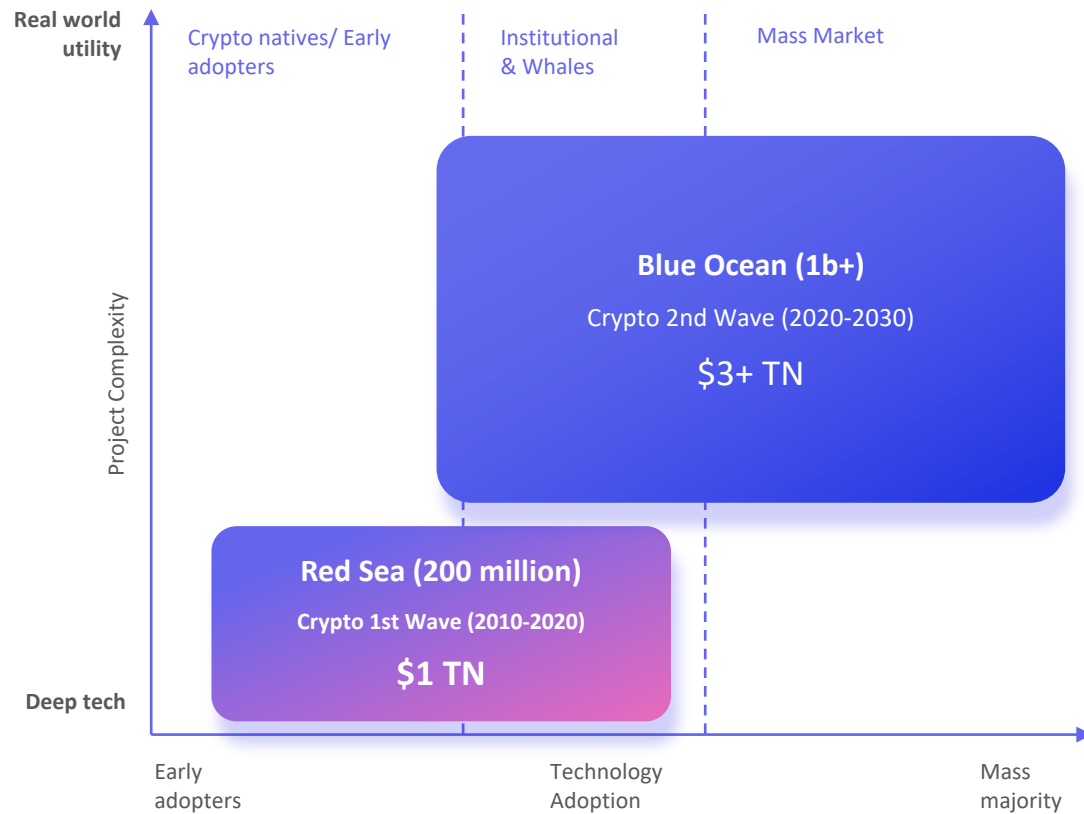 Real world
utility
Crypto natives/ Early
adopters
Institutional
& Whales
Mass Market
Project Complexity
Blue Ocean (1b+)
Crypto 2nd Wave (2020-2030)
$3+ TN
Red Sea (200 million)
Crypto 1st Wave (2010-2020)
$1 TN
Deep tech
Early
adopters
Technology
Adoption
Mass
majority